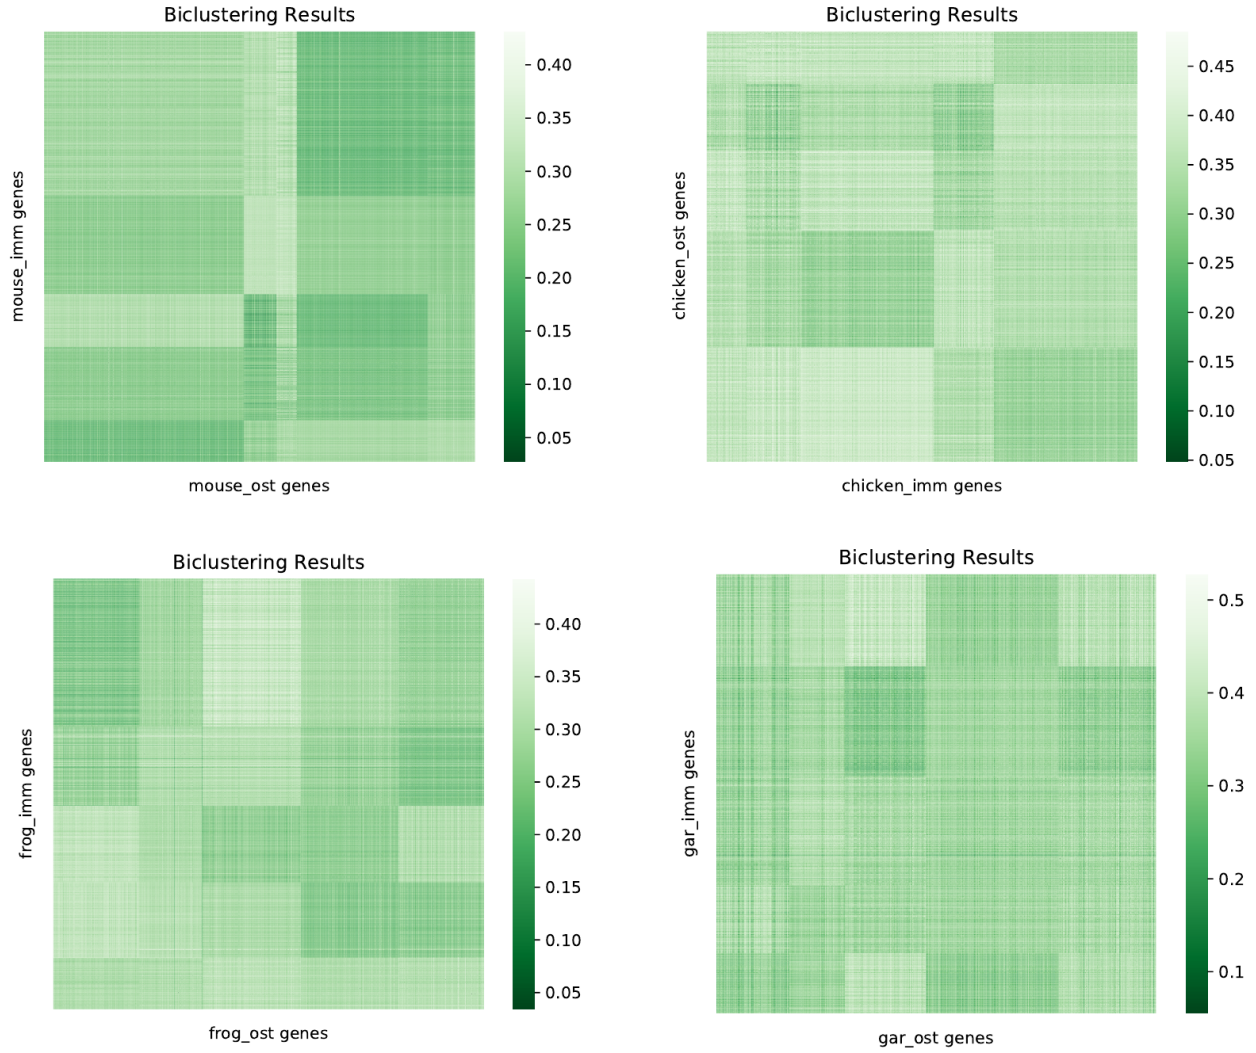 Biclustering Results
mouse_imm genes
mouse_ost genes
0.40
0.35
0.30
0.25
0.20
0.15
0.10
0.05
Biclustering Results
chicken_ost genes
chicken_imm genes
0.45
0.40
0.35
0.30
0.25
0.20
0.15
0.10
0.05
Biclustering Results
frog_imm genes
frog_ost genes
0.40
0.35
0.30
0.25
0.20
0.15
0.10
0.05
Biclustering Results
gar_imm genes
gar_ost genes
0.5
0.4
0.3
0.2
0.1